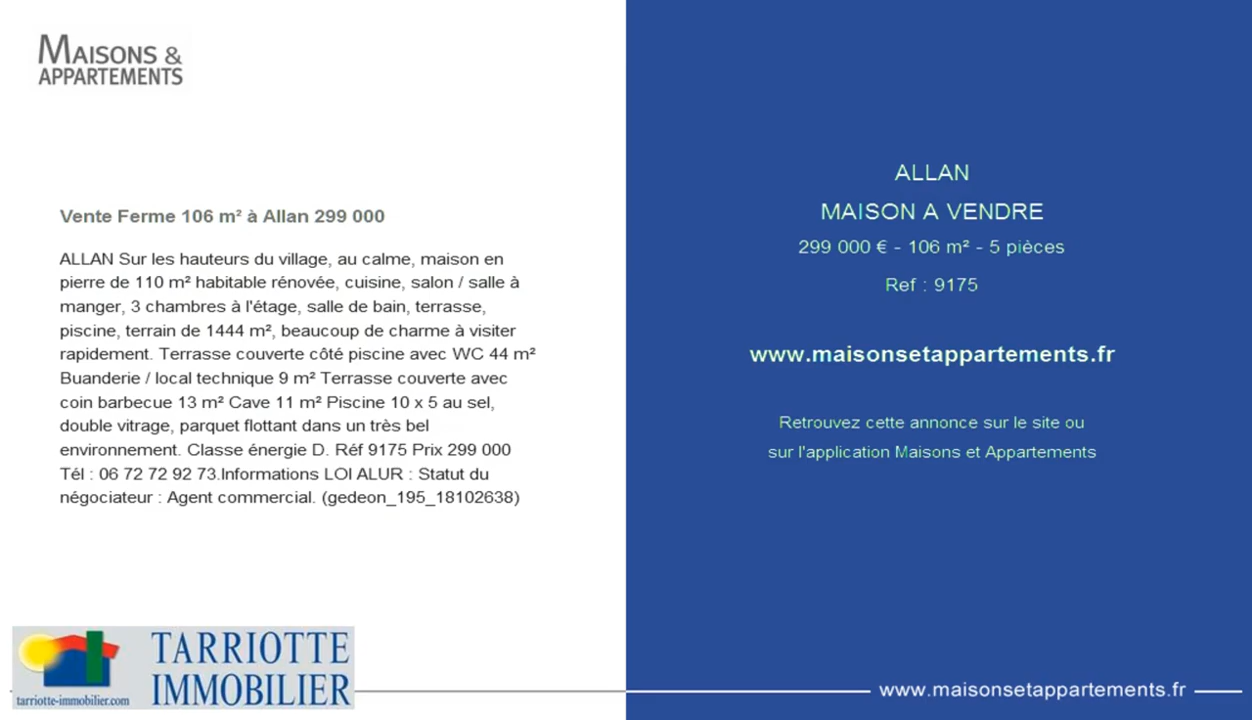 MAISONS &
APPARTEMENTS
Vente Ferme 106 m² à Allan 299 000
ALLAN Sur les hauteurs du village, au calme, maison en
pierre de 110 m² habitable rénovée, cuisine, salon / salle à
manger, 3 chambres à l'étage, salle de bain, terrasse,
piscine, terrain de 1444 m², beaucoup de charme à visiter
rapidement. Terrasse couverte côté piscine avec WC 44 m²
Buanderie / local technique 9 m² Terrasse couverte avec
coin barbecue 13 m² Cave 11 m² Piscine 10 x 5 au sel,
double vitrage, parquet flottant dans un très bel
environnement. Classe énergie D. Réf 9175 Prix 299 000
Tél : 06 72 72 92 73.Informations LOI ALUR : Statut du
négociateur : Agent commercial. (gedeon_195_18102638)
TARRIOTTE
IMMOBILIER
tarriotte-immobilier.com
ALLAN
MAISON A VENDRE
299 000 € - 106 m² - 5 pièces
Ref : 9175
www.maisonsetappartements.fr
Retrouvez cette annonce sur le site ou
sur l'application Maisons et Appartements
www.maisonsetappartements.fr